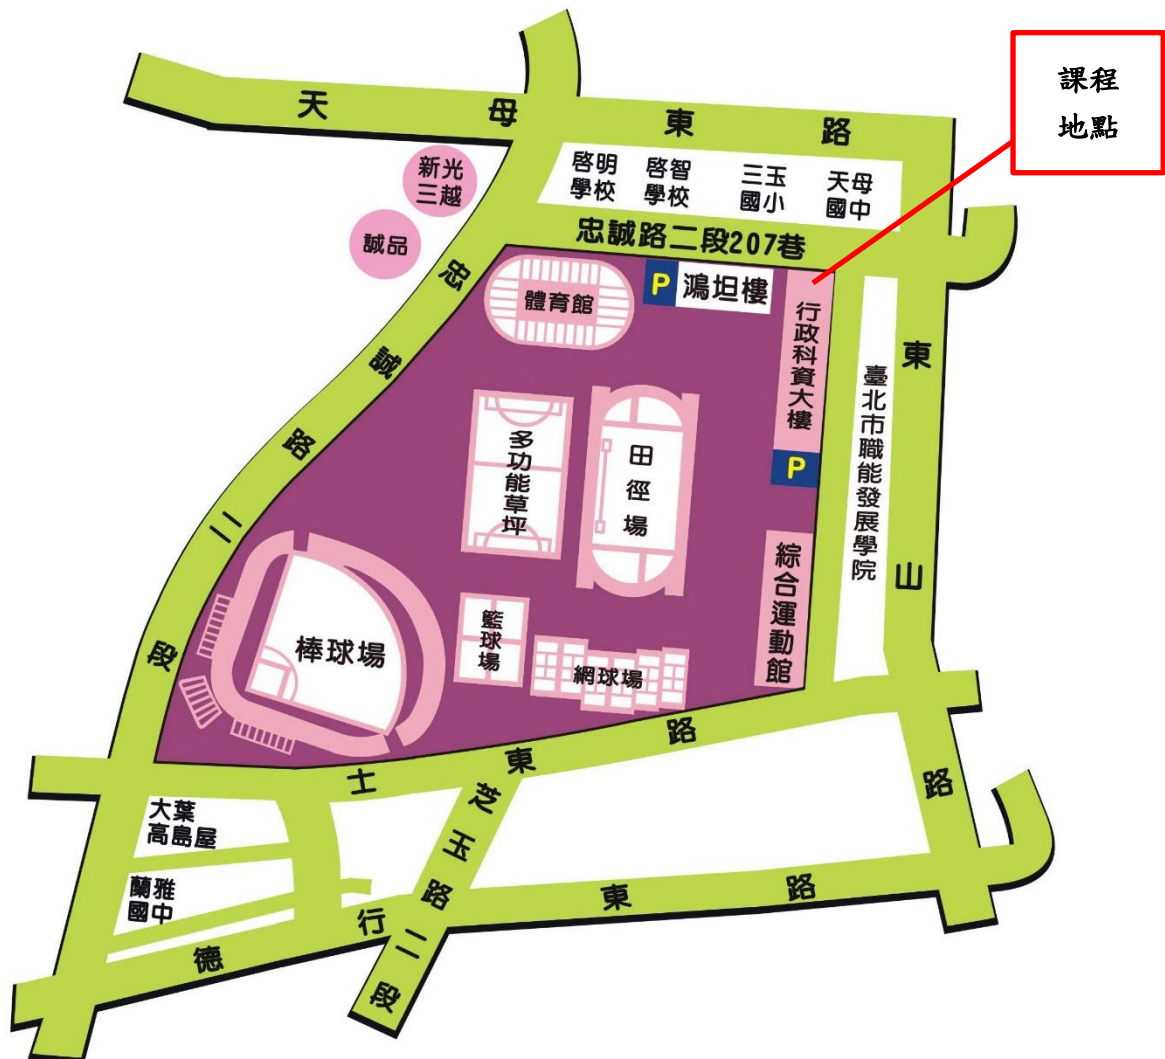 課程
地點
天母東路
新光
三越
誠品
啓明
學校
啓智
學校
三玉
國小
天母
國中
忠誠路二段207巷
忠誠路二段
體育館
P
鴻坦樓
行政科資大樓
P
臺北市職能發展學院
東山路
多功能草坪
田徑場
綜合運動館
棒球場
籃球場
網球場
士東路
芝玉路二段
大葉
高島屋
蘭雅
國中
德行東路